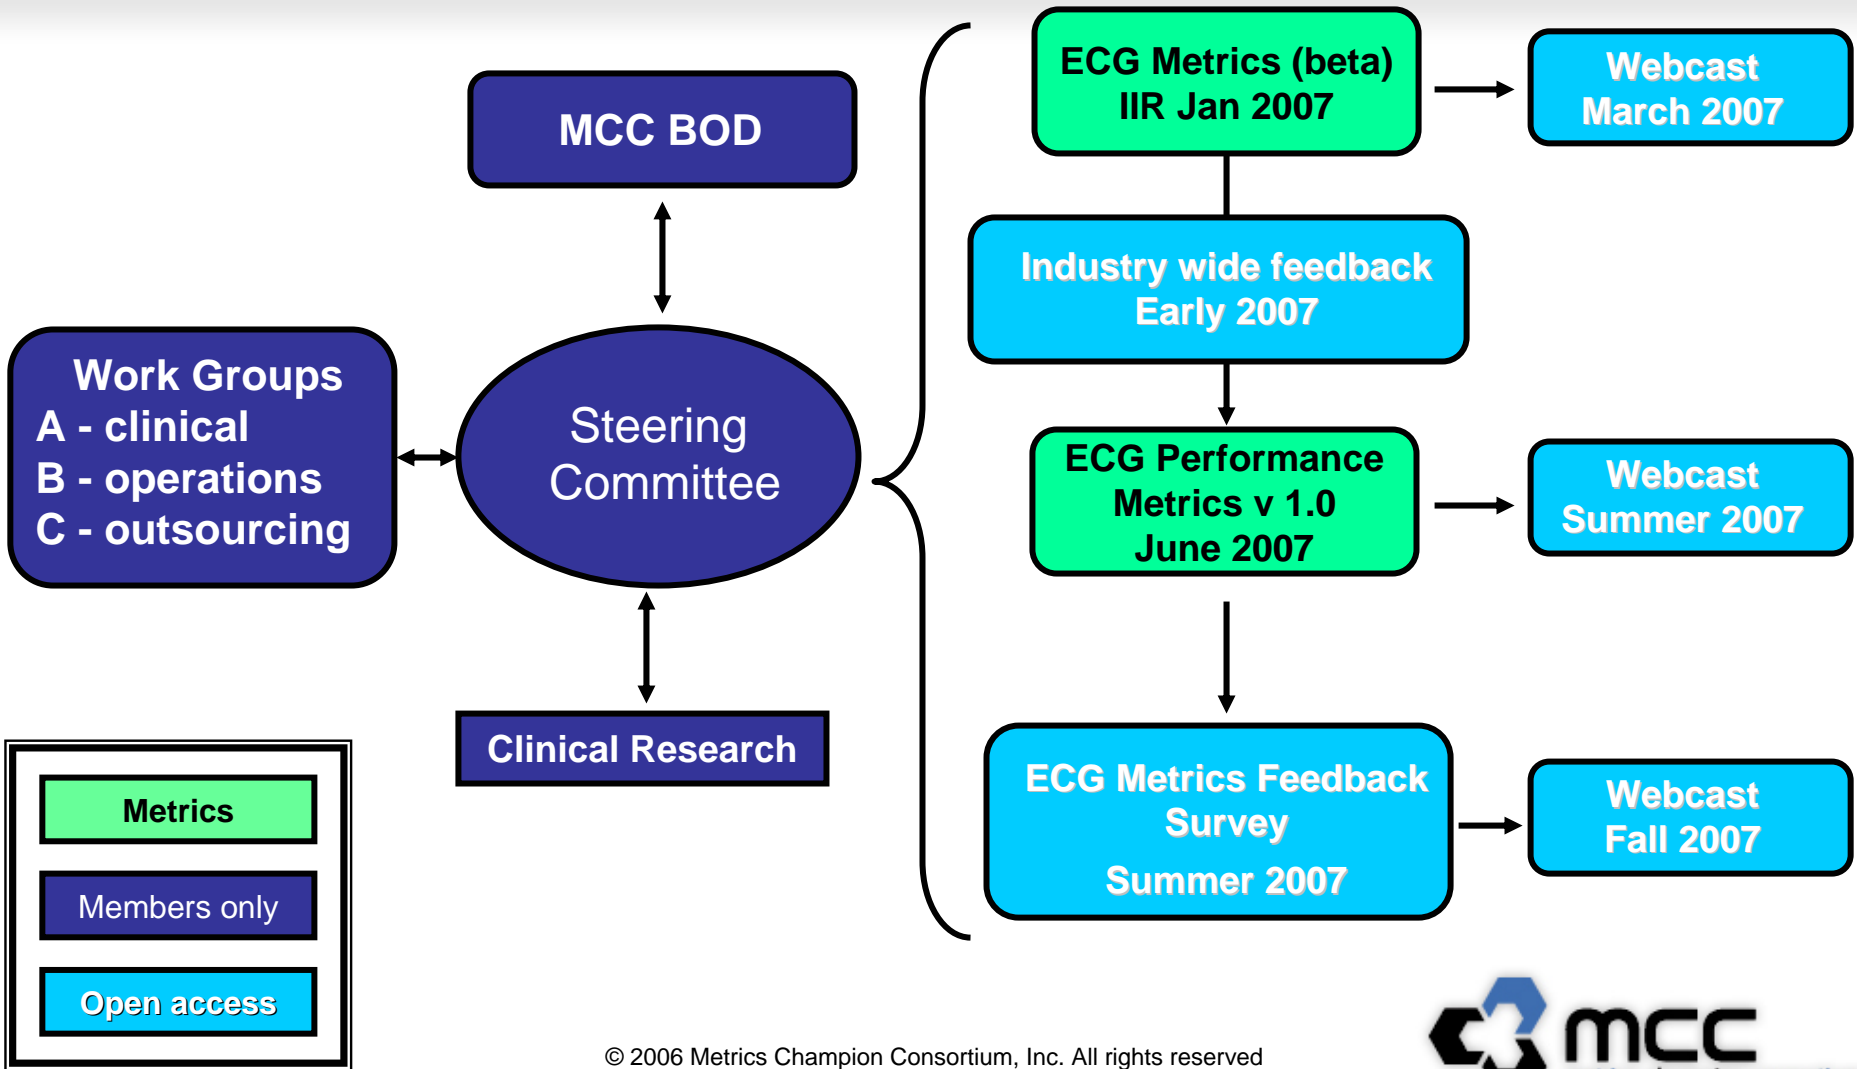 MCC BOD
Work Groups
A - clinical
B - operations
C - outsourcing
Steering
Committee
Clinical Research
ECG Metrics (beta)
IIR Jan 2007
Webcast
March 2007
Industry wide feedback
Early 2007
ECG Performance
Metrics v 1.0
June 2007
Webcast
Summer 2007
ECG Metrics Feedback
Survey
Summer 2007
Webcast
Fall 2007
Metrics
Members only
Open access
© 2006 Metrics Champion Consortium, Inc. All rights reserved
mcc